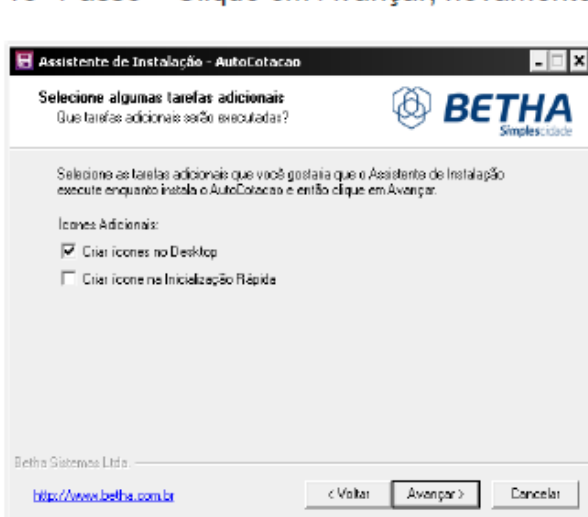 Assistente de Instalação - AutoCotacao
Selecione algumas tarefas adicionais
Que tarefas adicionais serão executadas?
BETHA
Simplescidade
Selecione as tarefas adicionais que você gostaria que o Assistente de Instalação
execute enquanto instala o AutoCotacao e então clique em Avançar.
Ícones Adicionais:
Criar ícones no Desktop
Criar ícone na Inicialização Rápida
Betha Sistemas Ltda.
http://www.betha.com.br
< Voltar
Avançar >
Cancelar